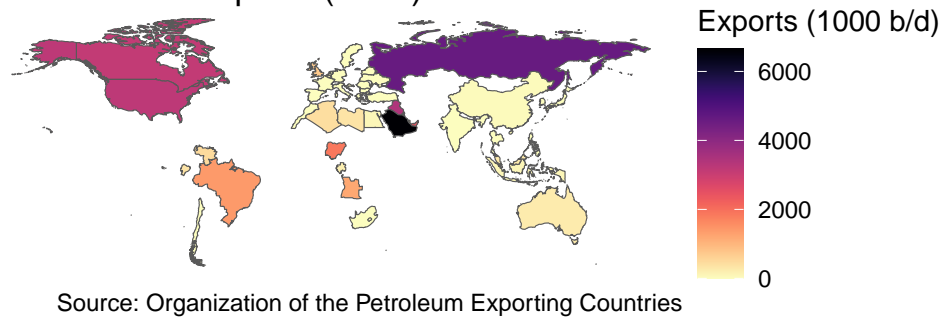 Exports (1000 b/d)
6000
4000
2000
0
Source: Organization of the Petroleum Exporting Countries